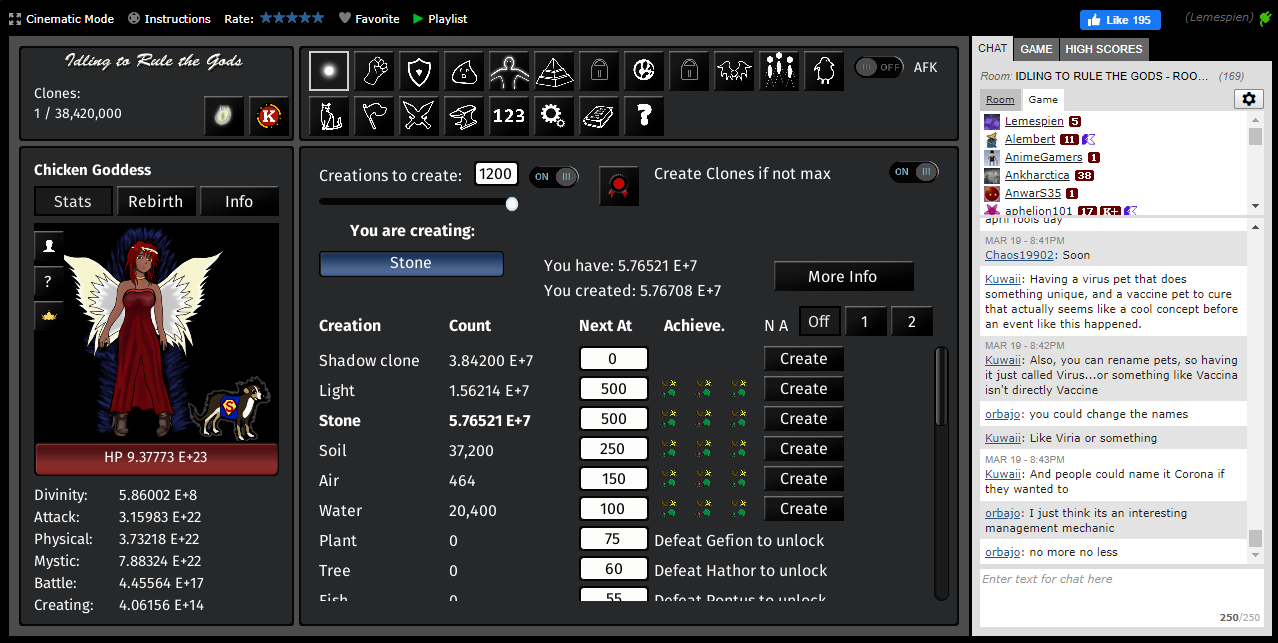 Cinematic Mode Instructions Rate: Favorite Playlist
Like 195
(Lemespien)
Idling to Rule the Gods
Clones:
1 / 38,420,000
K
OFF AFK
123
?
Chicken Goddess
Stats Rebirth Info
?
S
HP 9.37773 E+23
Divinity: 5.86002 E+8
Attack: 3.15983 E+22
Physical: 3.73218 E+22
Mystic: 7.88324 E+22
Battle: 4.45564 E+17
Creating: 4.06156 E+14
Creations to create: 1200 ON
Create Clones if not max ON
You are creating:
Stone
You have: 5.76521 E+7
You created: 5.76708 E+7
More Info
Creation Count Next At Achieve. N A Off 1 2
Shadow clone 3.84200 E+7 0 Create
Light 1.56214 E+7 500 Create
Stone 5.76521 E+7 500 Create
Soil 37,200 250 Create
Air 464 150 Create
Water 20,400 100 Create
Plant 0 75 Defeat Gefion to unlock
Tree 0 60 Defeat Hathor to unlock
Fish 0 55 Defeat Pontus to unlock
CHAT GAME HIGH SCORES
Room: IDLING TO RULE THE GODS - ROO... (169)
Room Game
Lemespien 5
Alembert 11
AnimeGamers 1
Ankharctica 38
AnwarS35 1
aphelion101 17 K+
april fools day
MAR 19 - 8:41PM
Chaos19902: Soon
Kuwaii: Having a virus pet that does
something unique, and a vaccine pet to cure
that actually seems like a cool concept before
an event like this happened.
MAR 19 - 8:42PM
Kuwaii: Also, you can rename pets, so having
it just called Virus...or something like Vaccina
isn't directly Vaccine
orbajo: you could change the names
Kuwaii: Like Viria or something
MAR 19 - 8:43PM
Kuwaii: And people could name it Corona if
they wanted to
orbajo: I just think its an interesting
management mechanic
orbajo: no more no less
Enter text for chat here
250/250